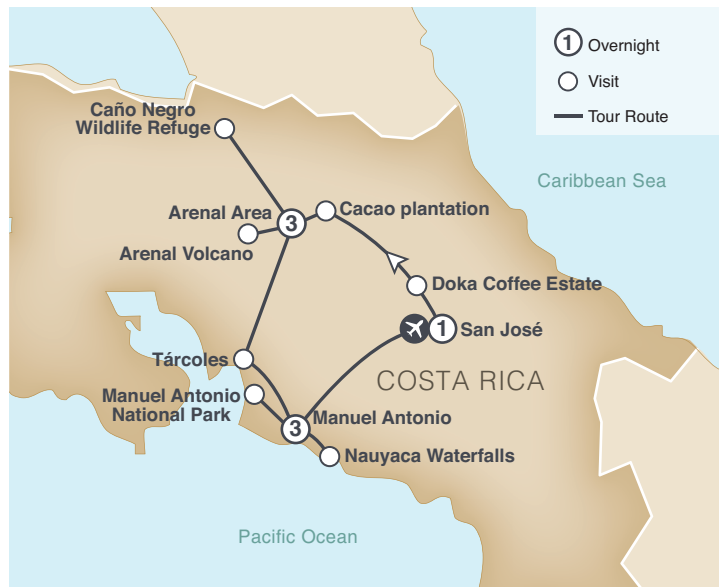 1 Overnight
Visit
Tour Route
Caño Negro
Wildlife Refuge
Caribbean Sea
Arenal Area
3
Cacao plantation
Arenal Volcano
Doka Coffee Estate
1
San José
Tárcoles
COSTA RICA
Manuel Antonio
National Park
Manuel Antonio
3
Nauyaca Waterfalls
Pacific Ocean